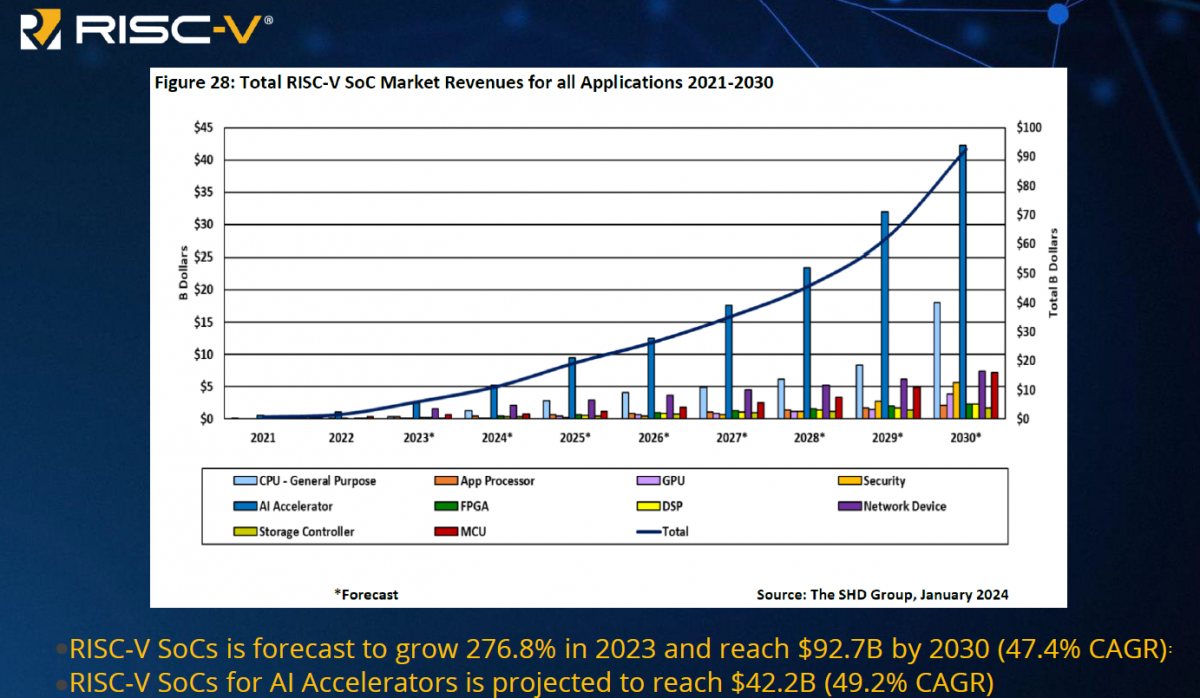 RISC-V®
Figure 28: Total RISC-V SoC Market Revenues for all Applications 2021-2030
$45 $100
$40 $90
$35 $80
$30 $70
$25 $60
$20 $50
$15 $40
$10 $30
$5 $20
$0 $10
$0
B Dollars
Total B Dollars
2021 2022 2023* 2024* 2025* 2026* 2027* 2028* 2029* 2030*
CPU - General Purpose App Processor GPU Security
AI Accelerator FPGA DSP Network Device
Storage Controller MCU Total
*Forecast Source: The SHD Group, January 2024
•RISC-V SoCs is forecast to grow 276.8% in 2023 and reach $92.7B by 2030 (47.4% CAGR):
•RISC-V SoCs for AI Accelerators is projected to reach $42.2B (49.2% CAGR)